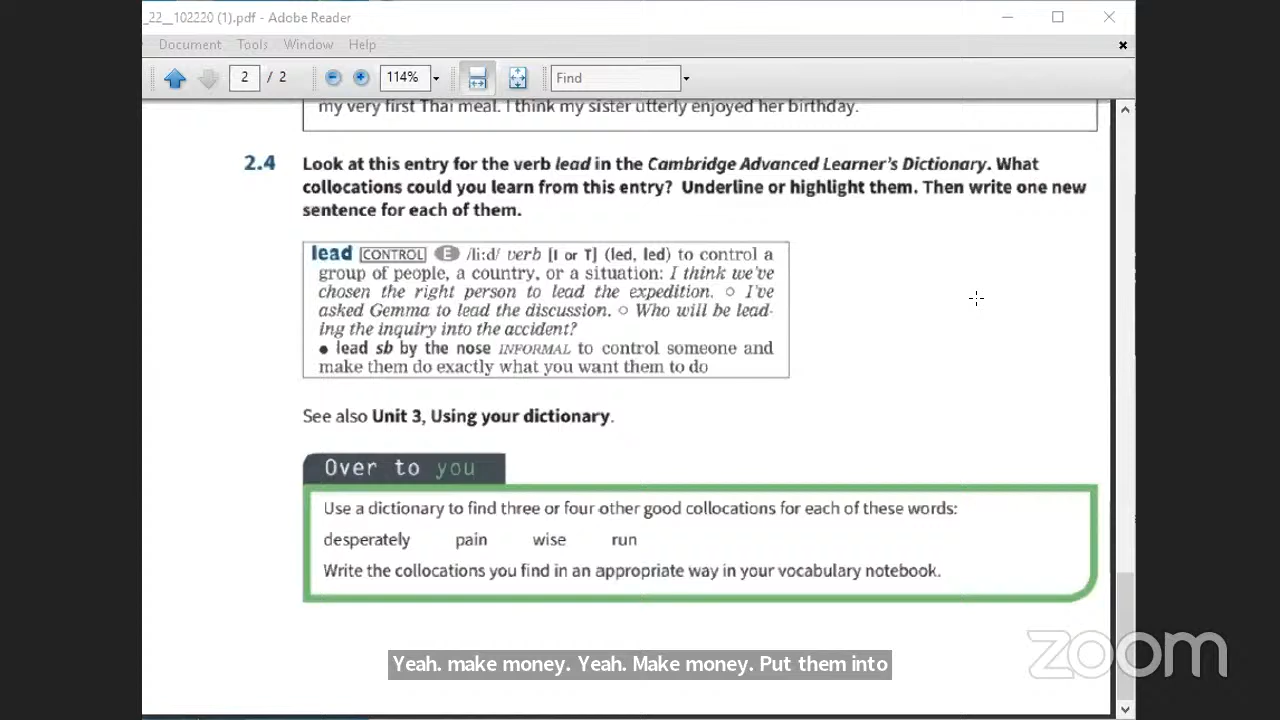 _22__102220 (1).pdf - Adobe Reader
Document Tools Window Help
2 / 2 114% Find
my very first Thai meal. I think my sister utterly enjoyed her birthday.
2.4 Look at this entry for the verb lead in the Cambridge Advanced Learner's Dictionary. What
collocations could you learn from this entry? Underline or highlight them. Then write one new
sentence for each of them.
lead CONTROL E /liːd/ verb [I or T] (led, led) to control a
group of people, a country, or a situation: I think we've
chosen the right person to lead the expedition. ○ I've
asked Gemma to lead the discussion. ○ Who will be lead-
ing the inquiry into the accident?
● lead sb by the nose INFORMAL to control someone and
make them do exactly what you want them to do
See also Unit 3, Using your dictionary.
Over to you
Use a dictionary to find three or four other good collocations for each of these words:
desperately pain wise run
Write the collocations you find in an appropriate way in your vocabulary notebook.
Yeah. make money. Yeah. Make money. Put them into
zoom